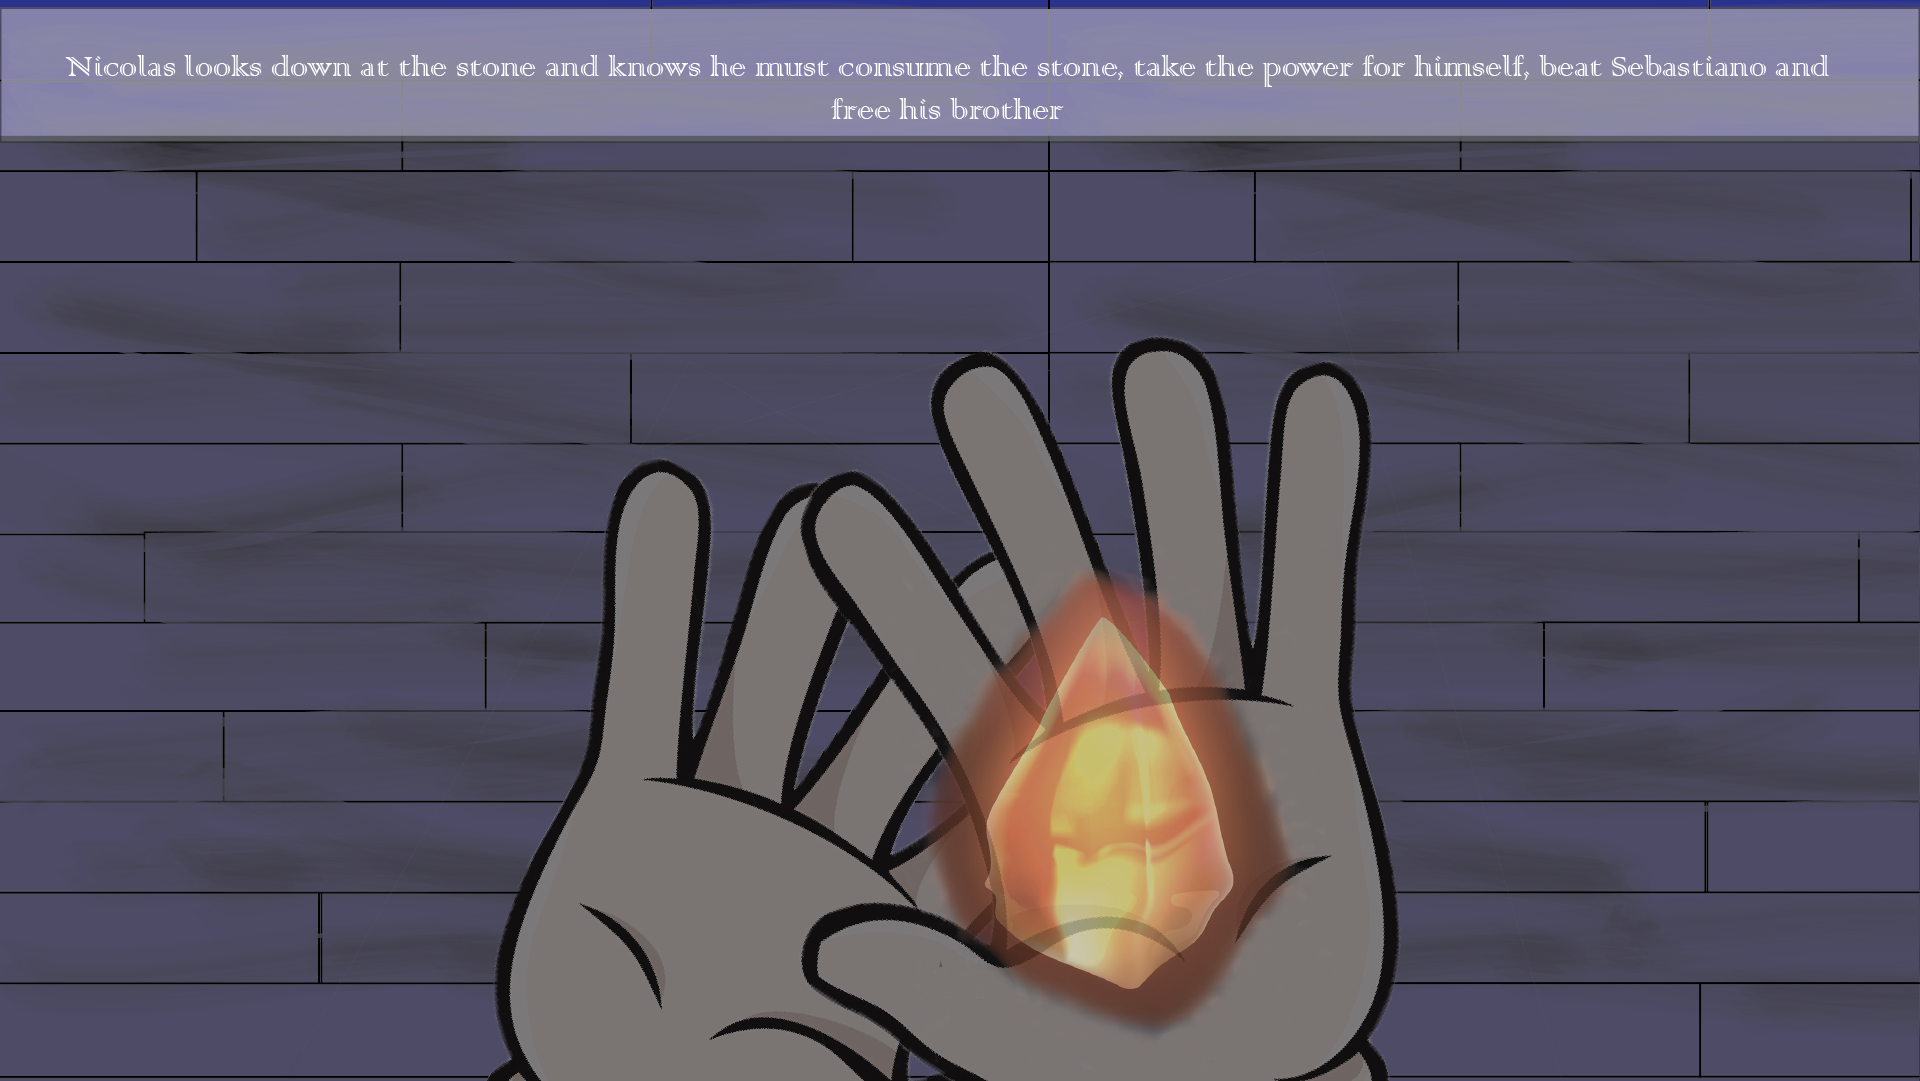 Nicolas looks down at the stone and knows he must consume the stone, take the power for himself, beat Sebastiano and
free his brother